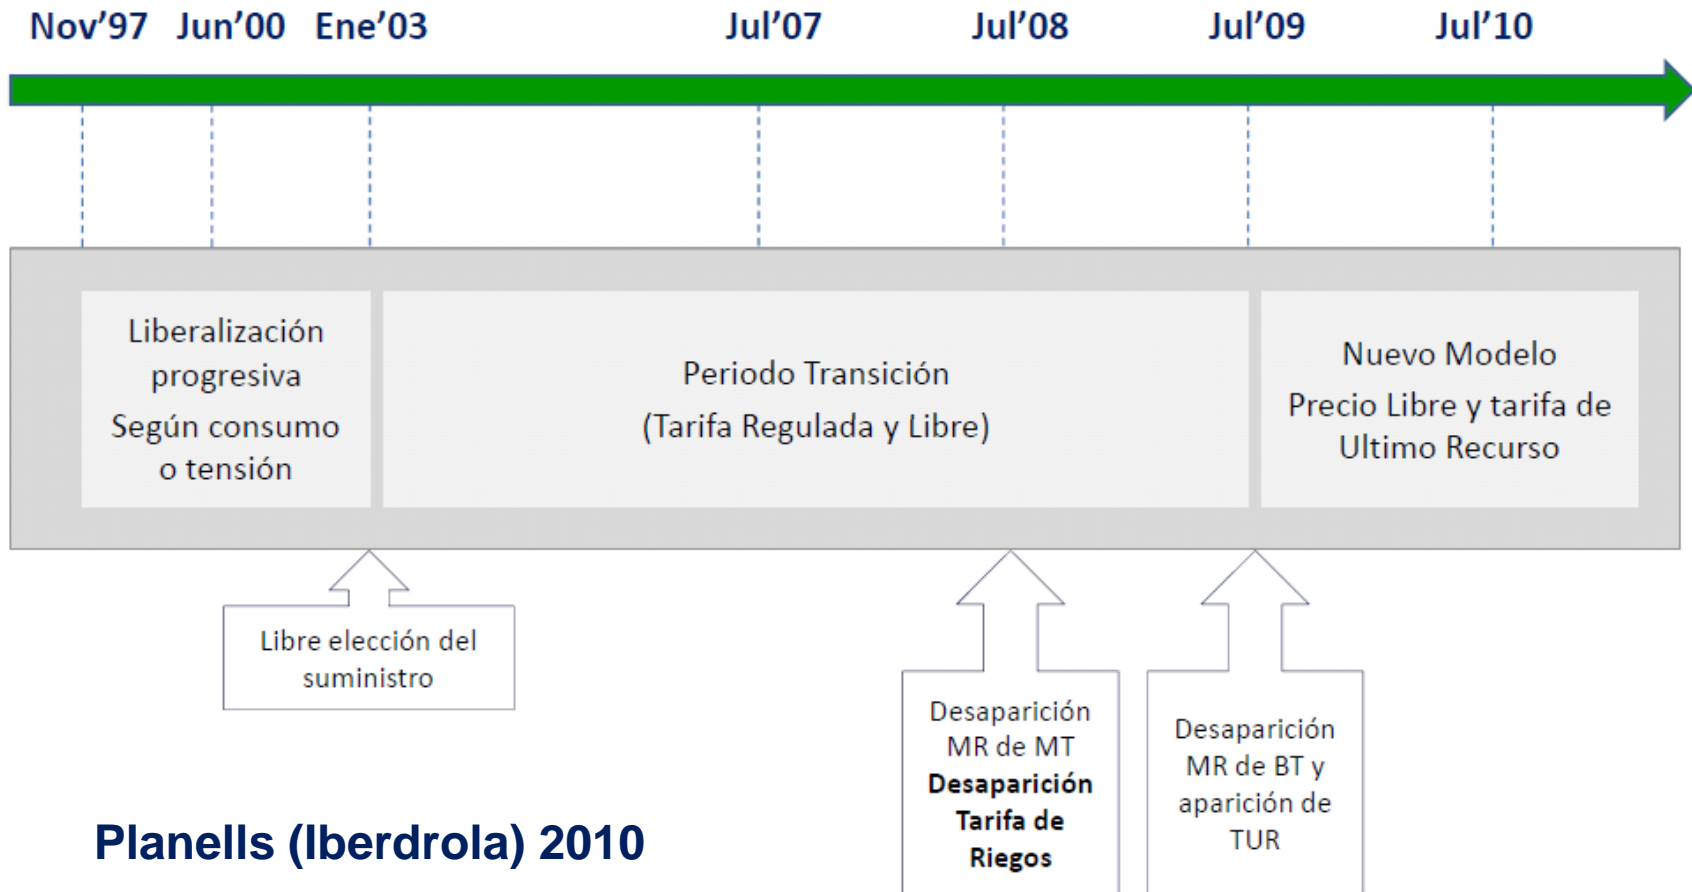 Nov’97 Jun’00 Ene’03 Jul’07 Jul’08 Jul’09 Jul’10
Liberalización
progresiva
Según consumo
o tensión
Periodo Transición
(Tarifa Regulada y Libre)
Nuevo Modelo
Precio Libre y tarifa de
Ultimo Recurso
Libre elección del
suministro
Desaparición
MR de MT
Desaparición
Tarifa de
Riegos
Desaparición
MR de BT y
aparición de
TUR
Planells (Iberdrola) 2010